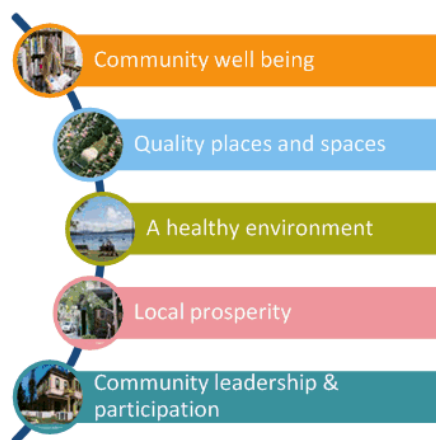 Community well being
Quality places and spaces
A healthy environment
Local prosperity
Community leadership &
participation